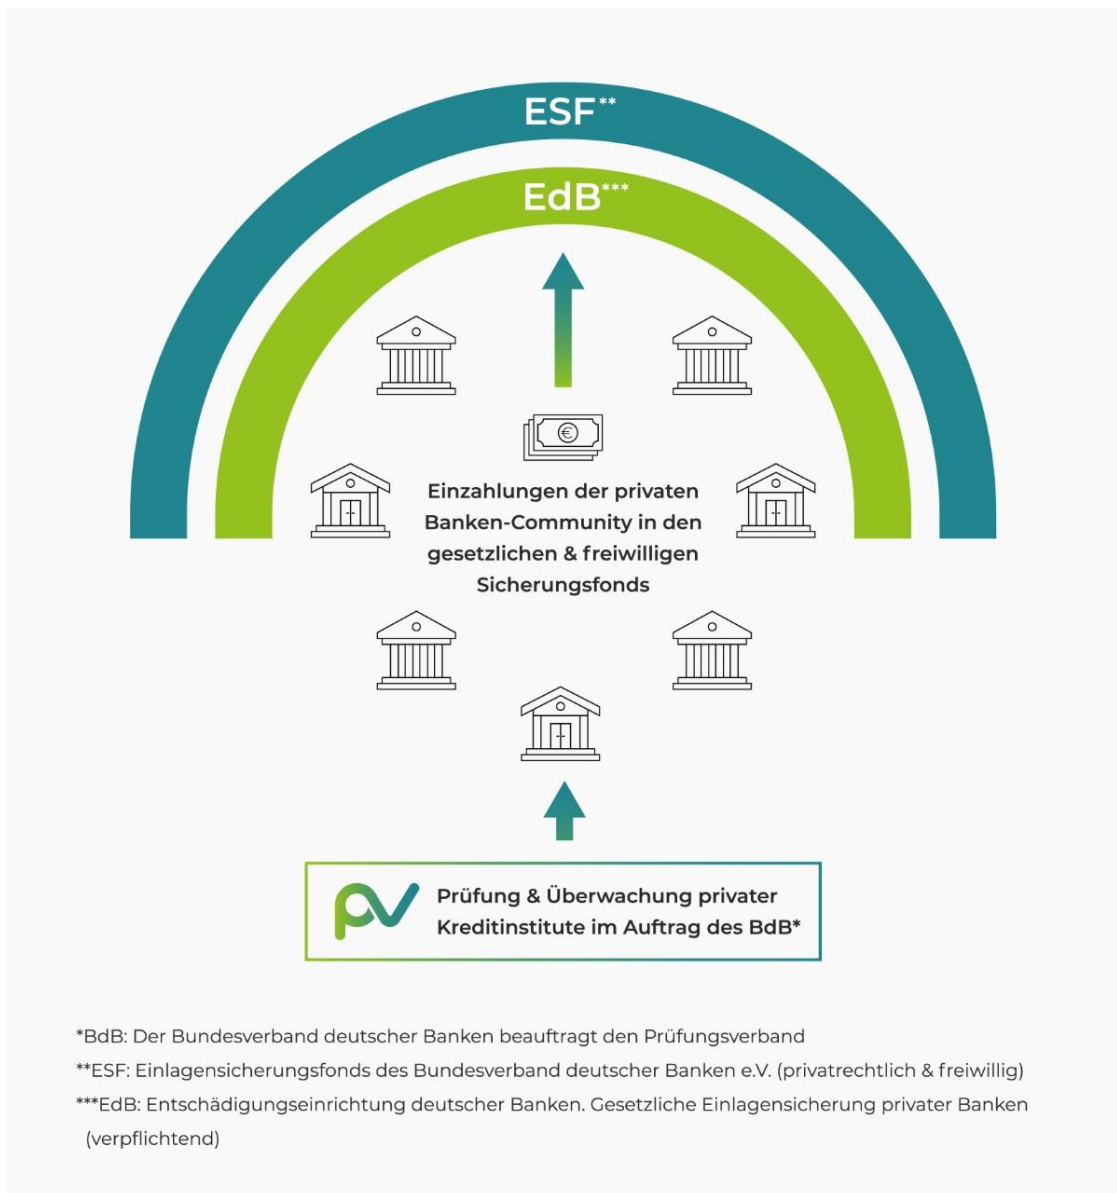 ESF**
EdB***
Einzahlungen der privaten
Banken-Community in den
gesetzlichen & freiwilligen
Sicherungsfonds
pv
Prüfung & Überwachung privater
Kreditinstitute im Auftrag des BdB*
*BdB: Der Bundesverband deutscher Banken beauftragt den Prüfungsverband
**ESF: Einlagensicherungsfonds des Bundesverband deutscher Banken e.V. (privatrechtlich & freiwillig)
***EdB: Entschädigungseinrichtung deutscher Banken. Gesetzliche Einlagensicherung privater Banken
(verpflichtend)